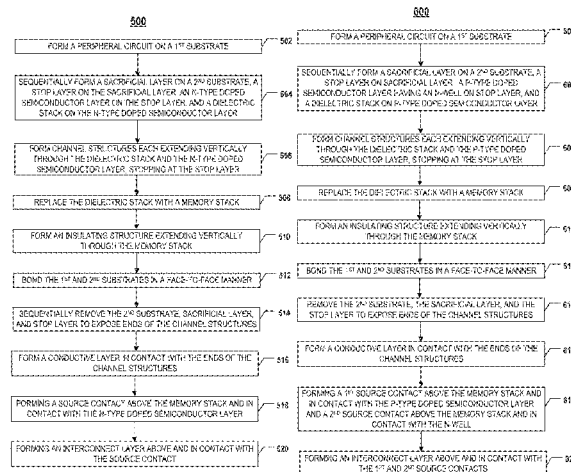 500
FORM A PERIPHERAL CIRCUIT ON A 1ST SUBSTRATE
502
SEQUENTIALLY FORM A SACRIFICIAL LAYER ON A 2ND SUBSTRATE, A
STOP LAYER ON THE SACRIFICIAL LAYER, AN N-TYPE DOPED
SEMICONDUCTOR LAYER ON THE STOP LAYER, AND A DIELECTRIC
STACK ON THE N-TYPE DOPED SEMICONDUCTOR LAYER
504
FORM CHANNEL STRUCTURES EACH EXTENDING VERTICALLY
THROUGH THE DIELECTRIC STACK AND THE N-TYPE DOPED
SEMICONDUCTOR LAYER, STOPPING AT THE STOP LAYER
506
REPLACE THE DIELECTRIC STACK WITH A MEMORY STACK
508
FORM AN INSULATING STRUCTURE EXTENDING VERTICALLY
THROUGH THE MEMORY STACK
510
BOND THE 1ST AND 2ND SUBSTRATES IN A FACE-TO-FACE MANNER
512
SEQUENTIALLY REMOVE THE 2ND SUBSTRATE, SACRIFICIAL LAYER,
AND STOP LAYER TO EXPOSE ENDS OF THE CHANNEL STRUCTURES
514
FORM A CONDUCTIVE LAYER IN CONTACT WITH THE ENDS OF THE
CHANNEL STRUCTURES
516
FORMING A SOURCE CONTACT ABOVE THE MEMORY STACK AND IN
CONTACT WITH THE N-TYPE DOPED SEMICONDUCTOR LAYER
518
FORMING AN INTERCONNECT LAYER ABOVE AND IN CONTACT WITH
THE SOURCE CONTACT
520
600
FORM A PERIPHERAL CIRCUIT ON A 1ST SUBSTRATE
SEQUENTIALLY FORM A SACRIFICIAL LAYER ON A 2ND SUBSTRATE, A
STOP LAYER ON SACRIFICIAL LAYER, A P-TYPE DOPED
SEMICONDUCTOR LAYER HAVING AN N-WELL ON STOP LAYER, AND
A DIELECTRIC STACK ON P-TYPE DOPED SEMICONDUCTOR LAYER
FORM CHANNEL STRUCTURES EACH EXTENDING VERTICALLY
THROUGH THE DIELECTRIC STACK AND THE P-TYPE DOPED
SEMICONDUCTOR LAYER, STOPPING AT THE STOP LAYER
REPLACE THE DIELECTRIC STACK WITH A MEMORY STACK
FORM AN INSULATING STRUCTURE EXTENDING VERTICALLY
THROUGH THE MEMORY STACK
BOND THE 1ST AND 2ND SUBSTRATES IN A FACE-TO-FACE MANNER
REMOVE THE 2ND SUBSTRATE, THE SACRIFICIAL LAYER, AND THE
STOP LAYER TO EXPOSE ENDS OF THE CHANNEL STRUCTURES
FORM A CONDUCTIVE LAYER IN CONTACT WITH THE ENDS OF THE
CHANNEL STRUCTURES
FORMING A 1ST SOURCE CONTACT ABOVE THE MEMORY STACK AND
IN CONTACT WITH THE P-TYPE DOPED SEMICONDUCTOR LAYER
AND A 2ND SOURCE CONTACT ABOVE THE MEMORY STACK AND IN
CONTACT WITH THE N-WELL
FORMING AN INTERCONNECT LAYER ABOVE AND IN CONTACT WITH
THE 1ST AND 2ND SOURCE CONTACTS